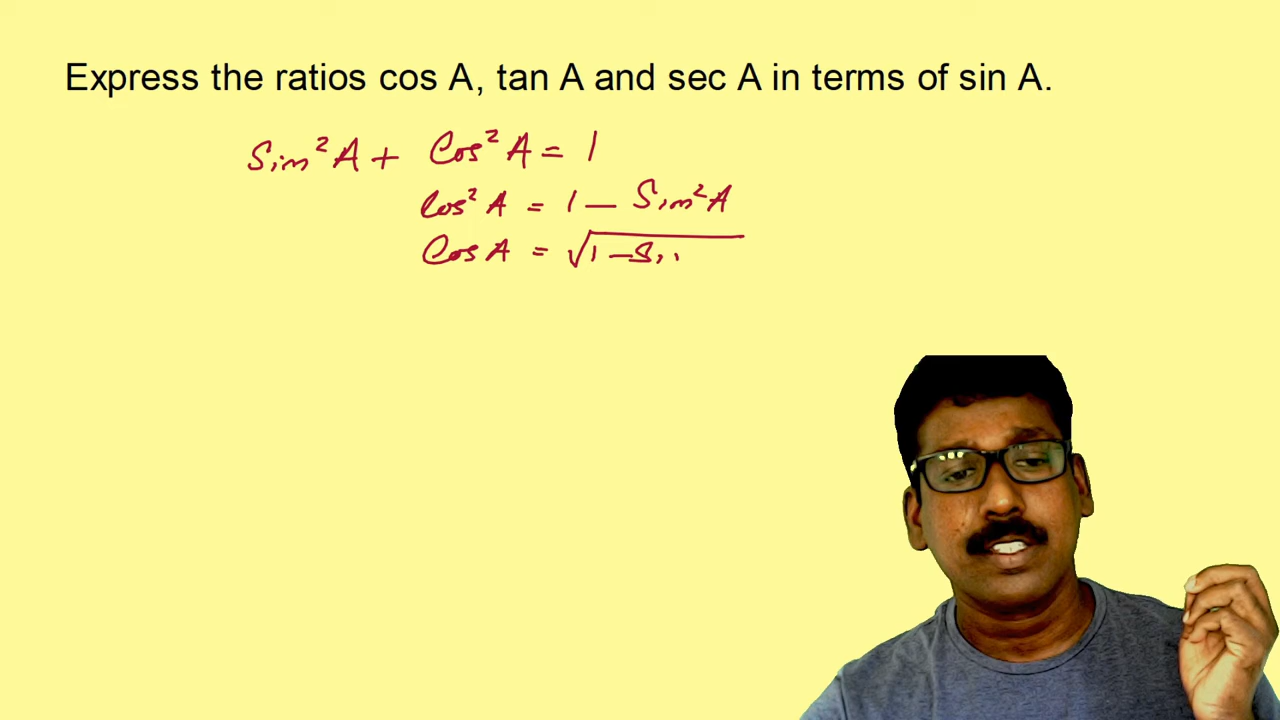 Express the ratios cos A, tan A and sec A in terms of sin A.
Sin²A + Cos²A = 1
Cos²A = 1 - Sin²A
Cos A = √1 - Si